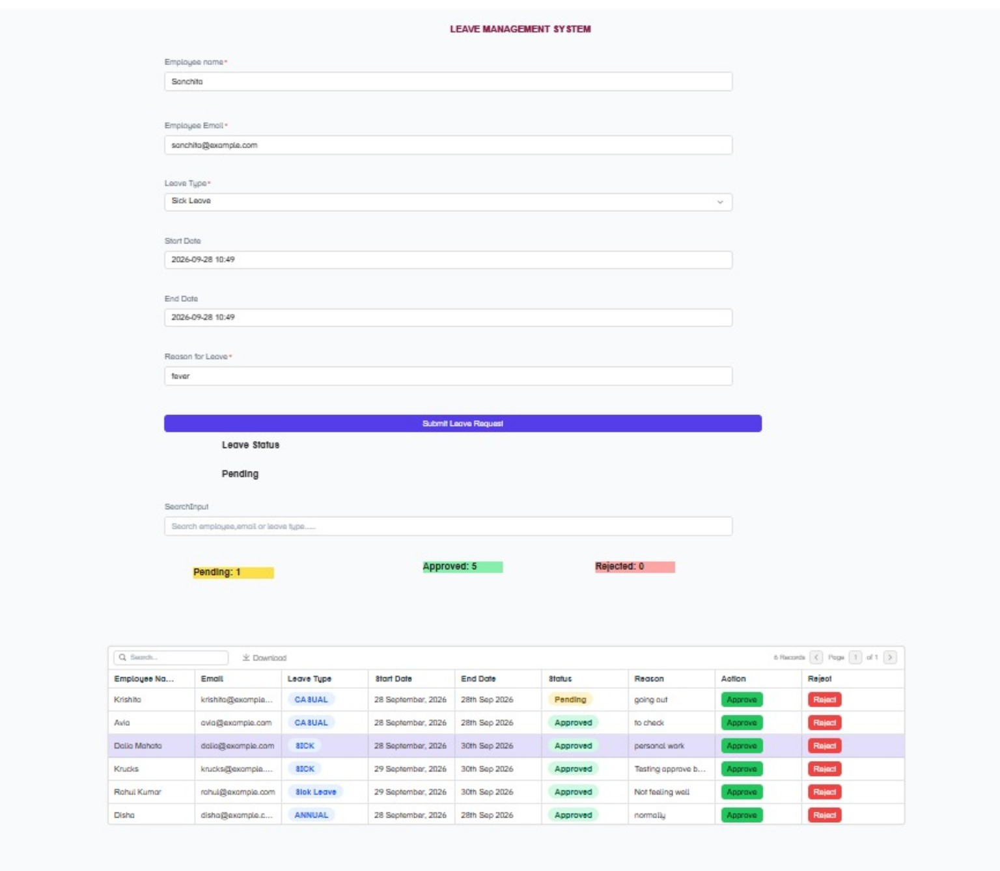 LEAVE MANAGEMENT SYSTEM
Employee name*
Sanchita
Employee Email*
sanchita@example.com
Leave Type*
Sick Leave
Start Date
2026-09-28 10:49
End Date
2026-09-28 10:49
Reason for Leave*
fever
Submit Leave Request
Leave Status
Pending
SearchInput
Search employee,email or leave type.....
Pending: 1 Approved: 5 Rejected: 0
Search... Download 6 Records Page 1 of 1
Employee Na... Email Leave Type Start Date End Date Status Reason Action Reject
Krishita krishita@example... CASUAL 28 September, 2026 28th Sep 2026 Pending going out Approve Reject
Avia avia@example.com CASUAL 28 September, 2026 28th Sep 2026 Approved to check Approve Reject
Dalia Mahato dalia@example.com SICK 28 September, 2026 30th Sep 2026 Approved personal work Approve Reject
Krucks krucks@example.... SICK 29 September, 2026 30th Sep 2026 Approved Testing approve b... Approve Reject
Rahul Kumar rahul@example.com Sick Leave 29 September, 2026 30th Sep 2026 Approved Not feeling well Approve Reject
Disha disha@example.c... ANNUAL 28 September, 2026 28th Sep 2026 Approved normally Approve Reject